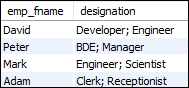 emp_fname designation
David Developer; Engineer
Peter BDE; Manager
Mark Engineer; Scientist
Adam Clerk; Receptionist